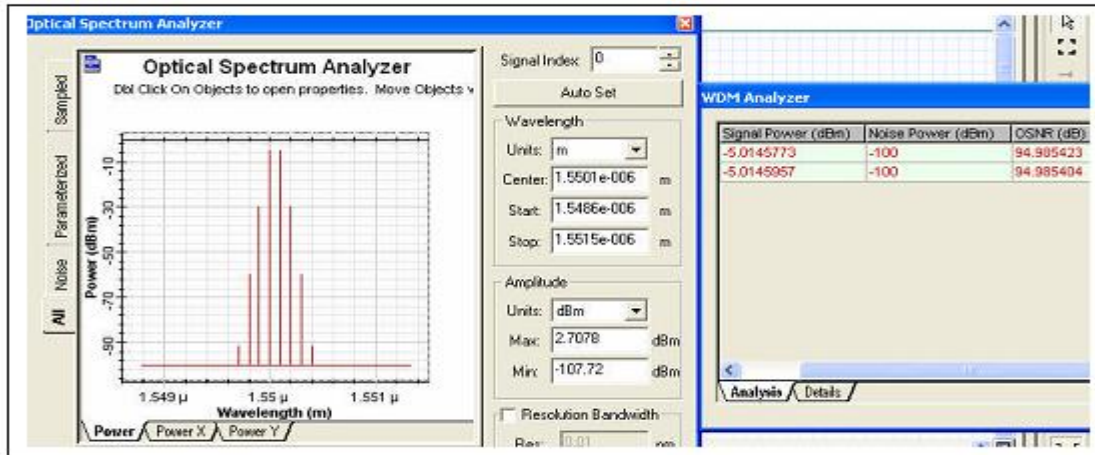 Optical Spectrum Analyzer
Sampled
Parameterized
Noise
All
Optical Spectrum Analyzer
Dbl Click On Objects to open properties. Move Objects
Power (dBm)
-10
-30
-50
-70
-90
1.549 µ
1.55 µ
1.551 µ
Wavelength (m)
Power
Power X
Power Y
Signal Index: 0
Auto Set
Wavelength
Units: m
Center: 1.5501e-006 m
Start: 1.5486e-006 m
Stop: 1.5515e-006 m
Amplitude
Units: dBm
Max: 2.7078 dBm
Min: -107.72 dBm
Resolution Bandwidth
Res: 0.01 nm
WDM Analyzer
Signal Power (dBm) Noise Power (dBm) OSNR (dB)
-5.0145773 -100 94.985423
-5.0145957 -100 94.985404
Analysis
Details